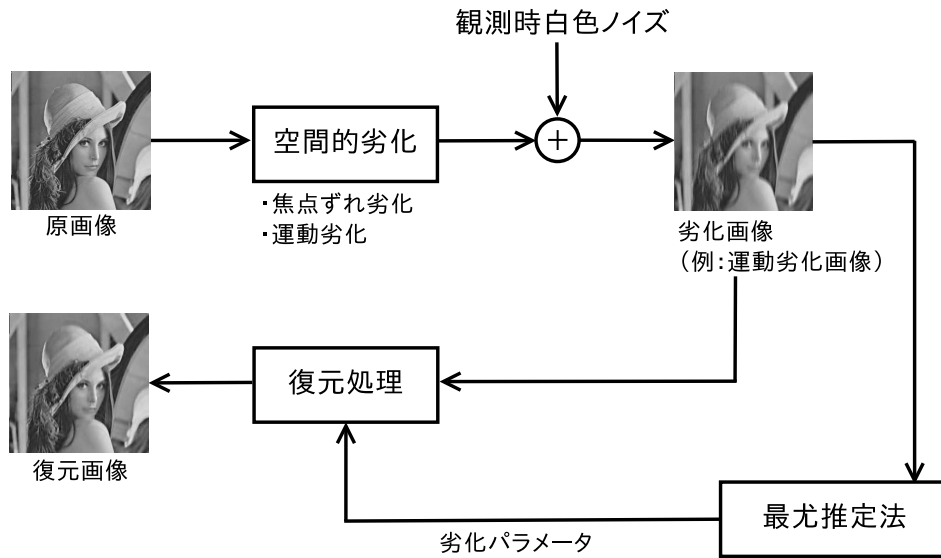 観測時白色ノイズ
空間的劣化
+
・焦点ずれ劣化
・運動劣化
原画像
劣化画像
(例:運動劣化画像)
復元処理
復元画像
最尤推定法
劣化パラメータ